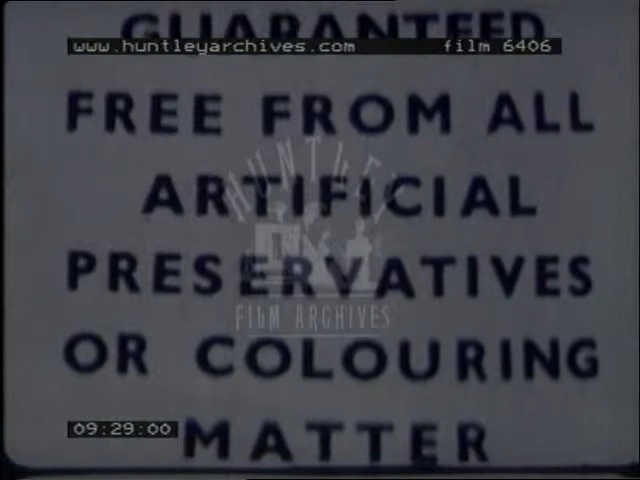 GUARANTEED
www.huntleyarchives.com film 6406
FREE FROM ALL
ARTIFICIAL
HUNTLEY
PRESERVATIVES
FILM ARCHIVES
OR COLOURING
09:29:00
MATTER